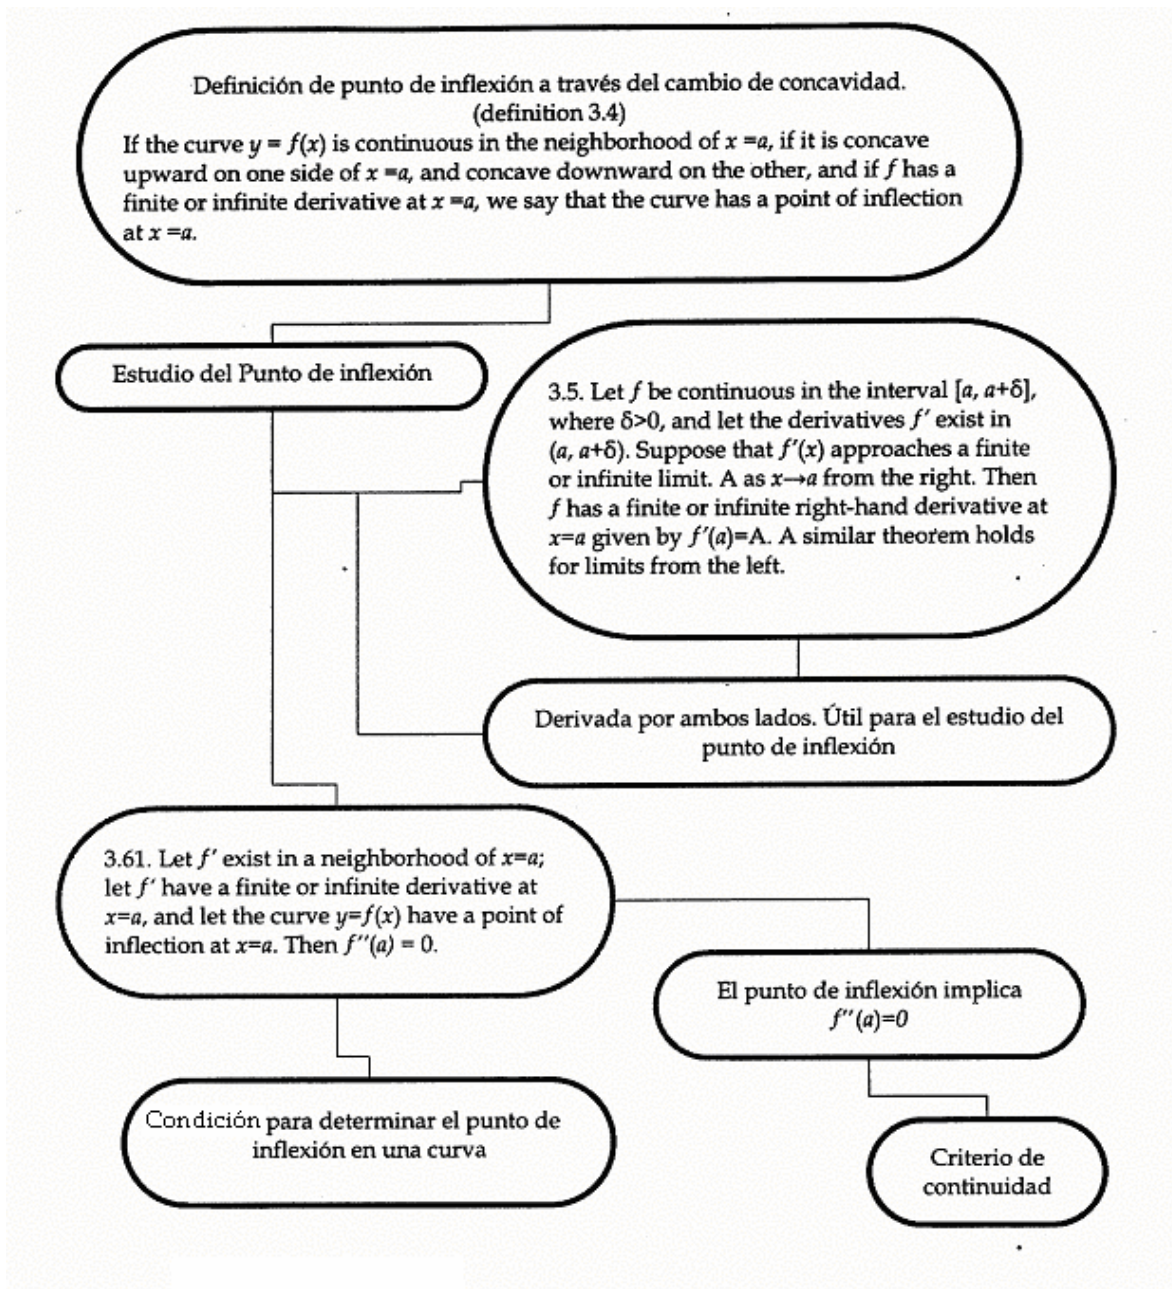 Definición de punto de inflexión a través del cambio de concavidad.
(definition 3.4)
If the curve y = f(x) is continuous in the neighborhood of x =a, if it is concave
upward on one side of x =a, and concave downward on the other, and if f has a
finite or infinite derivative at x =a, we say that the curve has a point of inflection
at x =a.
Estudio del Punto de inflexión
3.5. Let f be continuous in the interval [a, a+δ],
where δ>0, and let the derivatives f′ exist in
(a, a+δ). Suppose that f′(x) approaches a finite
or infinite limit. A as x→a from the right. Then
f has a finite or infinite right-hand derivative at
x=a given by f′(a)=A. A similar theorem holds
for limits from the left.
Derivada por ambos lados. Útil para el estudio del
punto de inflexión
3.61. Let f′ exist in a neighborhood of x=a;
let f′ have a finite or infinite derivative at
x=a, and let the curve y=f(x) have a point of
inflection at x=a. Then f′′(a) = 0.
El punto de inflexión implica
f′′(a)=0
Condición para determinar el punto de
inflexión en una curva
Criterio de
continuidad